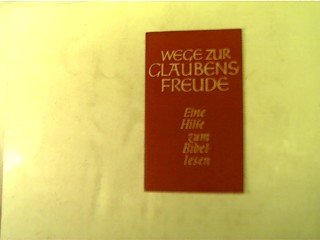 WEGE ZUR
GLAUBENS
FREUDE
Eine
Hilfe
zum
Bibel
lesen